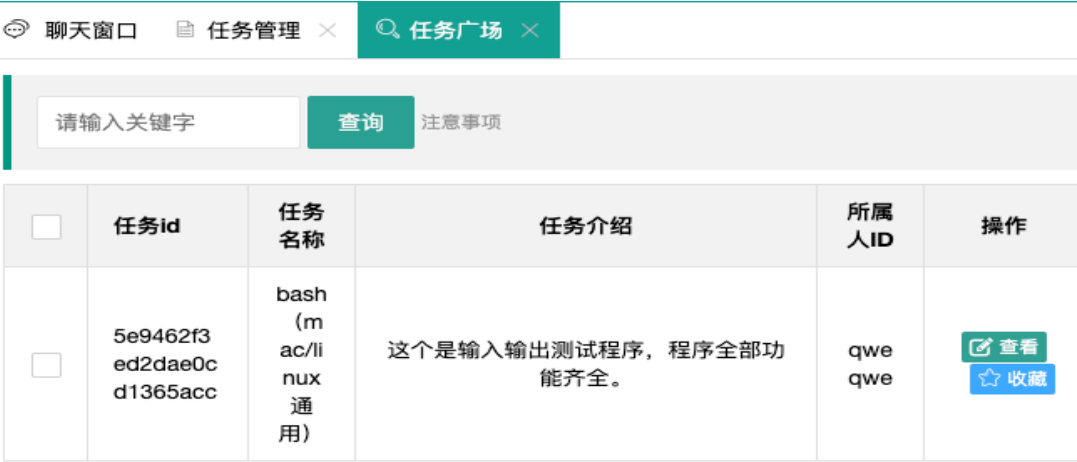 聊天窗口 任务管理 任务广场
请输入关键字 查询 注意事项
任务id 任务名称 任务介绍 所属人ID 操作
5e9462f3
ed2dae0c
d1365acc
bash
（m
ac/li
nux
通
用）
这个是输入输出测试程序，程序全部功
能齐全。
qwe
qwe
查看
收藏